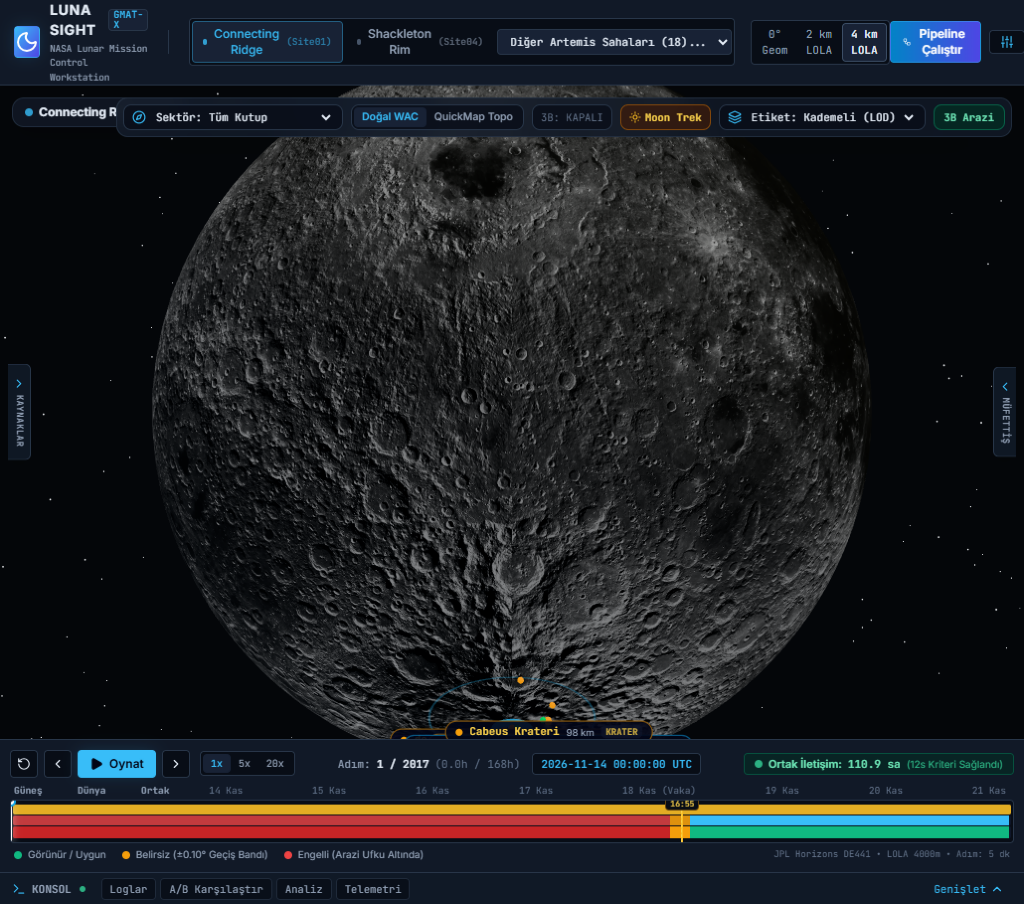 LUNA SIGHT
GMAT-X
NASA Lunar Mission Control Workstation
Connecting Ridge (Site01)
Shackleton Rim (Site04)
Diğer Artemis Sahaları (18)...
0° Geom
2 km LOLA
4 km LOLA
Pipeline Çalıştır
Connecting R
Sektör: Tüm Kutup
Doğal WAC
QuickMap Topo
3B: KAPALI
Moon Trek
Etiket: Kademeli (LOD)
3B Arazi
KAYNAKLAR
MÜFETTİŞ
Cabeus Krateri 98 km KRATER
Oynat
1x 5x 20x
Adım: 1 / 2017 (0.0h / 168h)
2026-11-14 00:00:00 UTC
Ortak İletişim: 110.9 sa (12s Kriteri Sağlandı)
Güneş Dünya Ortak 14 Kas 15 Kas 16 Kas 17 Kas 18 Kas (Vaka) 19 Kas 20 Kas 21 Kas
16:55
Görünür / Uygun
Belirsiz (±0.10° Geçiş Bandı)
Engelli (Arazi Ufku Altında)
JPL Horizons DE441 • LOLA 4000m • Adım: 5 dk
KONSOL
Loglar
A/B Karşılaştır
Analiz
Telemetri
Genişlet